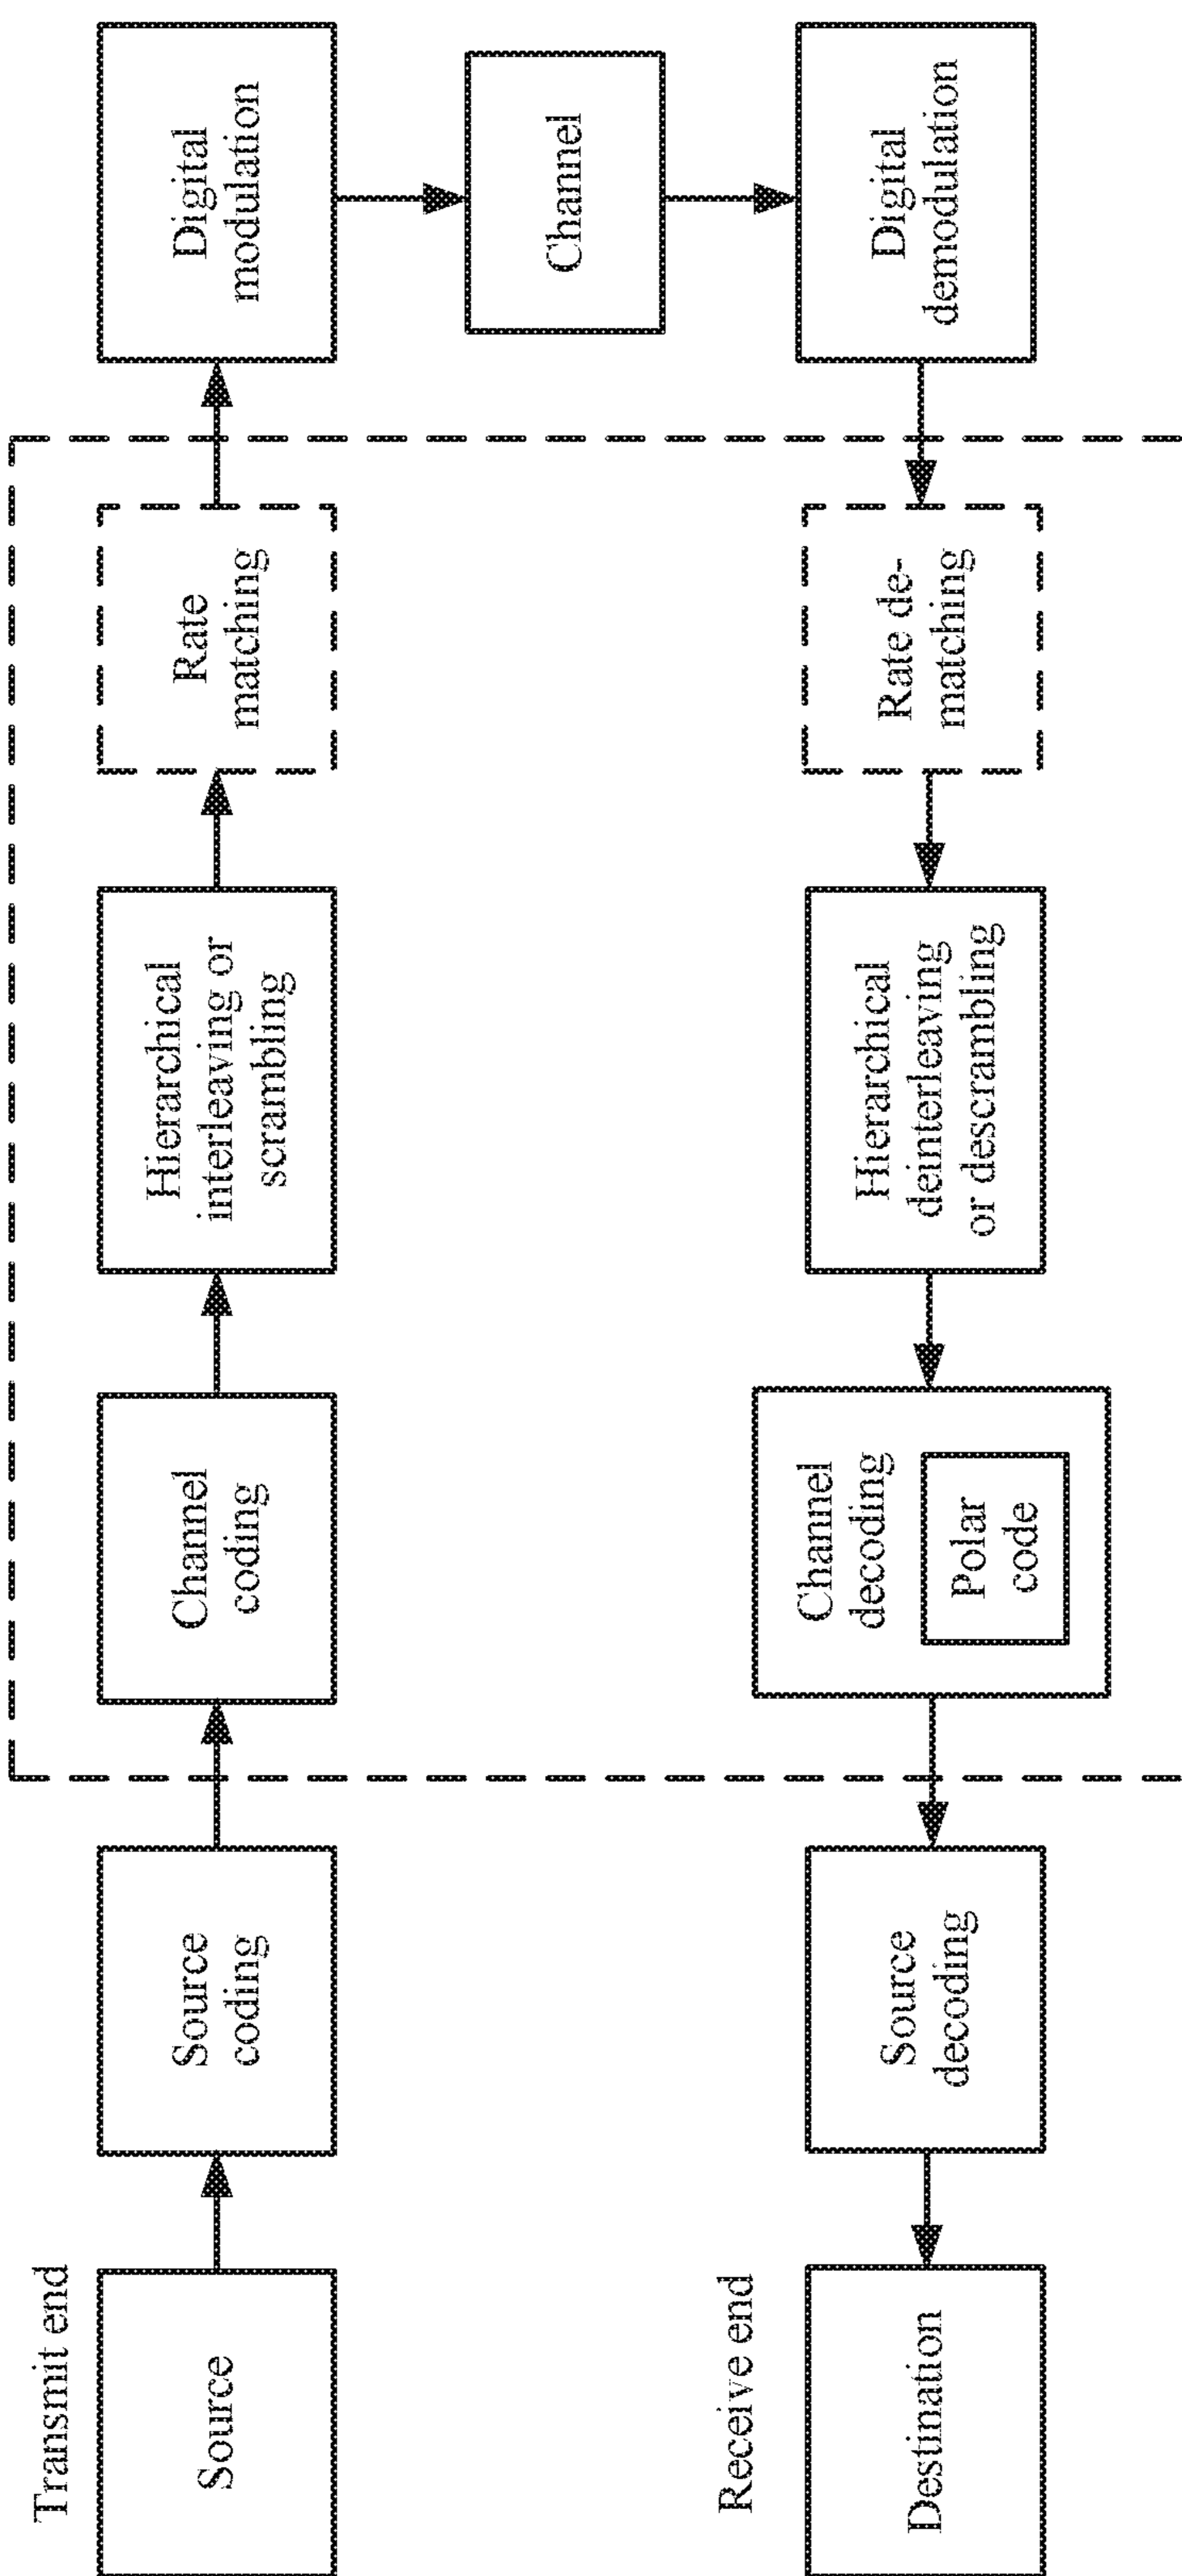 Transmit end
Source
Source
coding
Channel
coding
Hierarchical
interleaving or
scrambling
Rate
matching
Digital
modulation
Channel
Receive end
Destination
Source
decoding
Channel
decoding
Polar
code
Hierarchical
deinterleaving
or descrambling
Rate de-
matching
Digital
demodulation